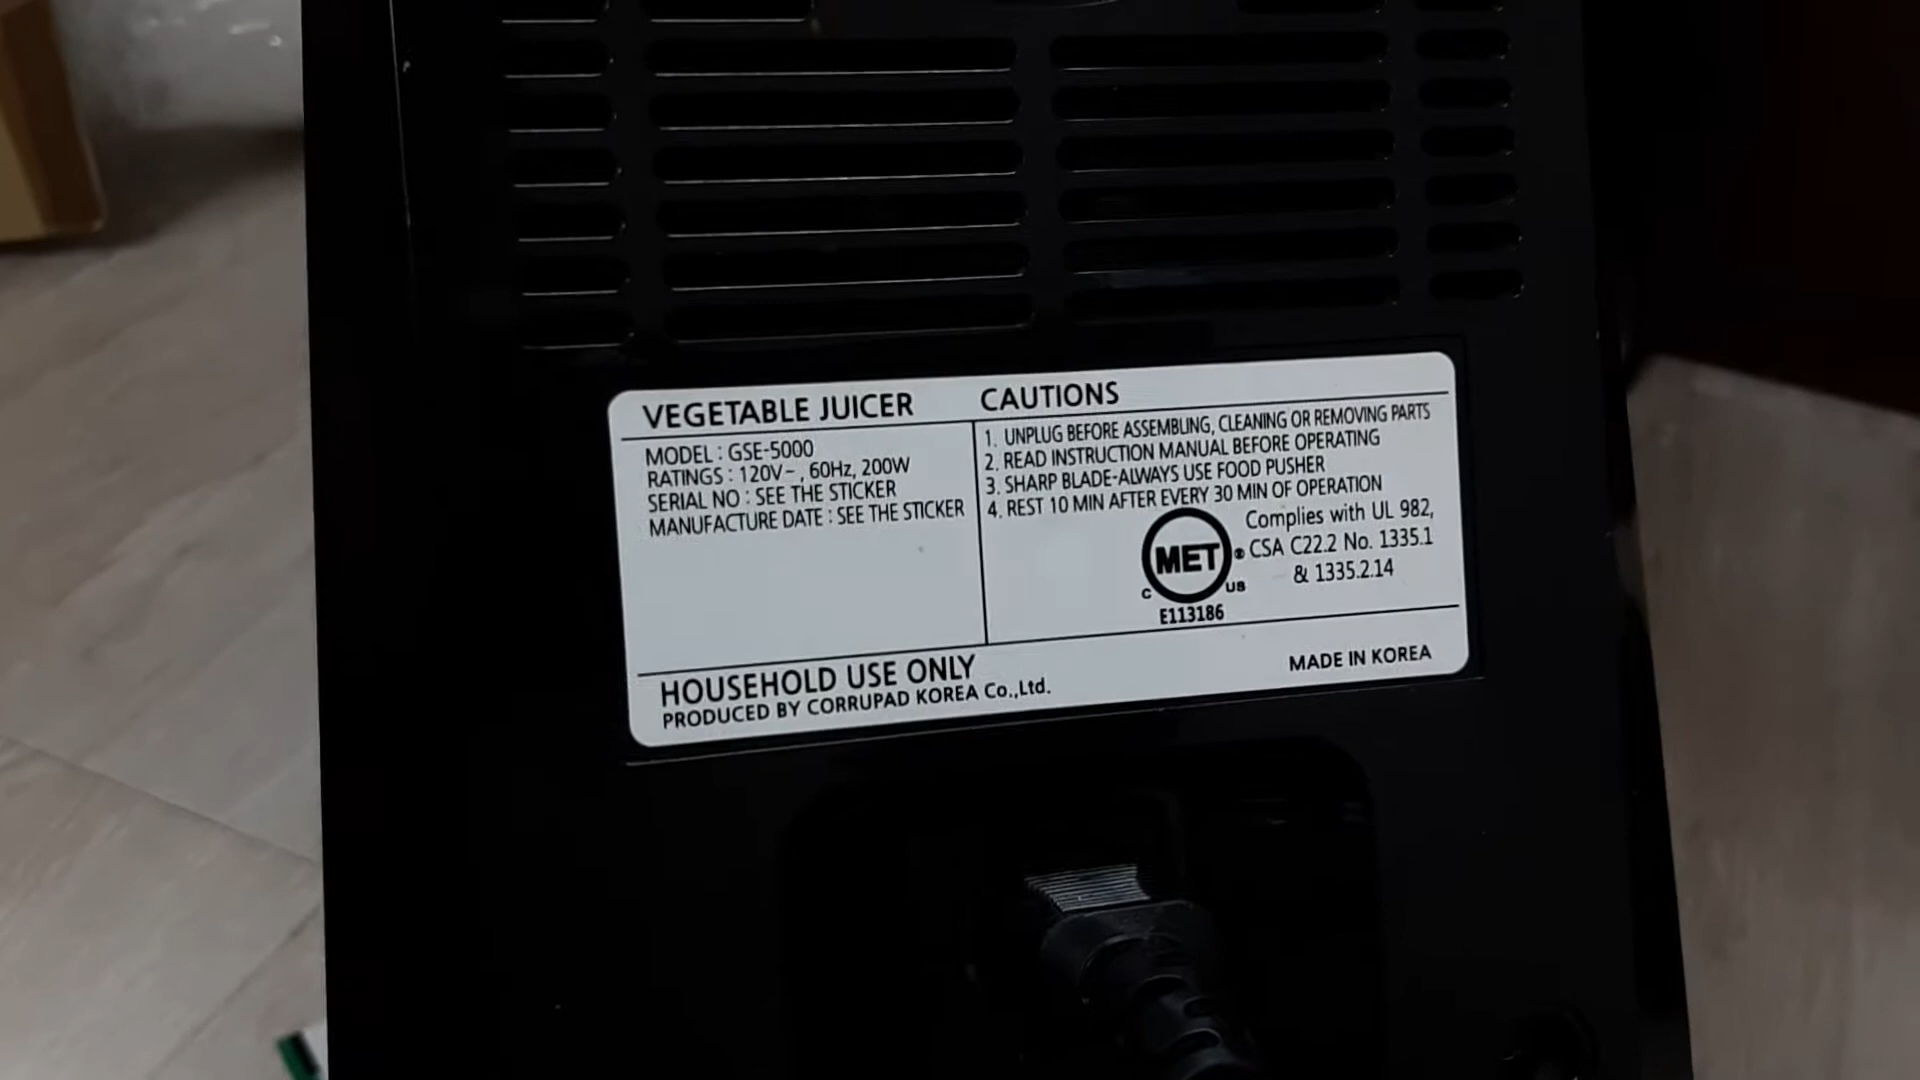 VEGETABLE JUICER
MODEL : GSE-5000
RATINGS : 120V~, 60Hz, 200W
SERIAL NO : SEE THE STICKER
MANUFACTURE DATE : SEE THE STICKER
CAUTIONS
1. UNPLUG BEFORE ASSEMBLING, CLEANING OR REMOVING PARTS
2. READ INSTRUCTION MANUAL BEFORE OPERATING
3. SHARP BLADE-ALWAYS USE FOOD PUSHER
4. REST 10 MIN AFTER EVERY 30 MIN OF OPERATION
C MET ® US
E113186
Complies with UL 982,
CSA C22.2 No. 1335.1
& 1335.2.14
HOUSEHOLD USE ONLY
PRODUCED BY CORRUPAD KOREA Co.,Ltd.
MADE IN KOREA